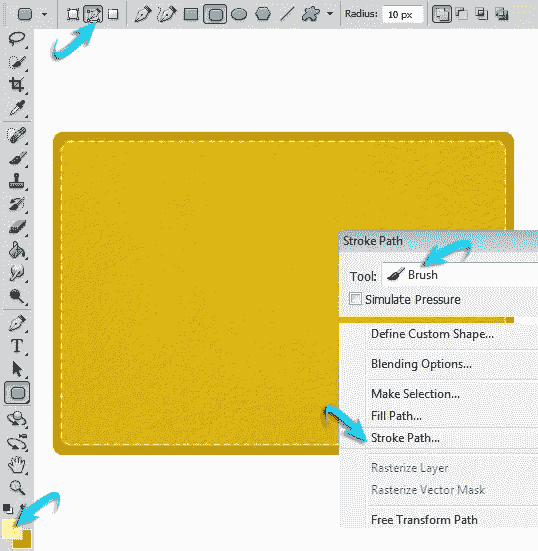 Radius: 10 px
Stroke Path
Tool: Brush
Simulate Pressure
Define Custom Shape...
Blending Options...
Make Selection...
Fill Path...
Stroke Path...
Rasterize Layer
Rasterize Vector Mask
Free Transform Path
T